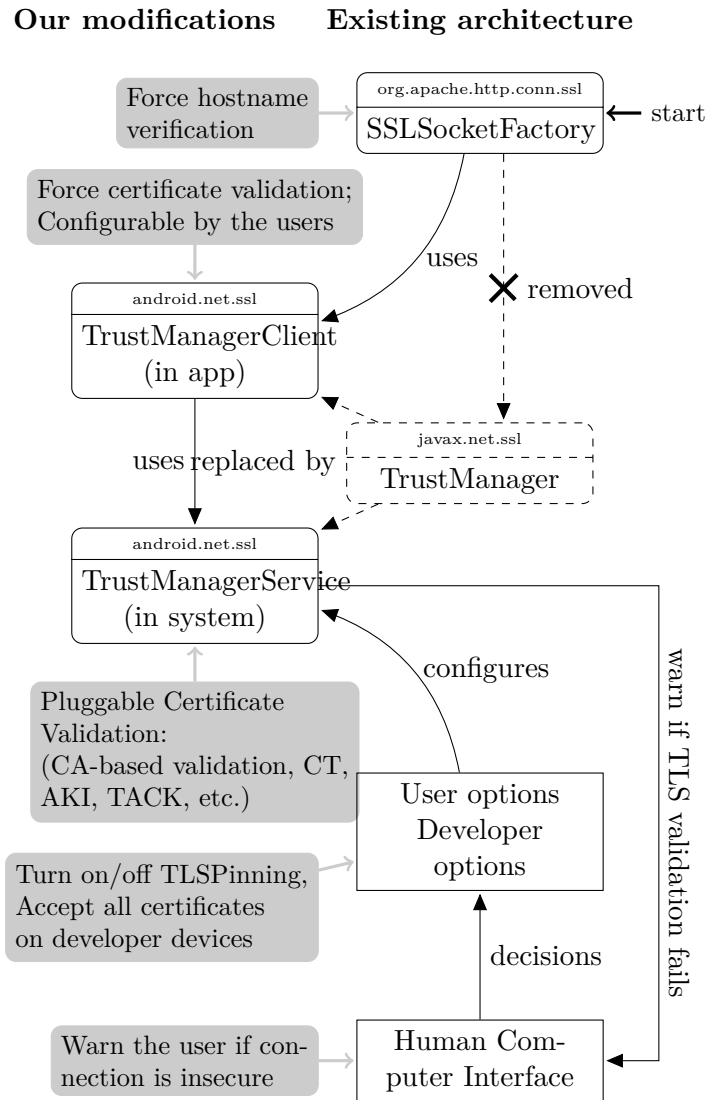 Our modifications
Existing architecture
org.apache.http.conn.ssl
SSLSocketFactory
start
Force hostname
verification
Force certificate validation;
Configurable by the users
uses
removed
android.net.ssl
TrustManagerClient
(in app)
javax.net.ssl
TrustManager
uses
replaced by
android.net.ssl
TrustManagerService
(in system)
configures
warn if TLS validation fails
Pluggable Certificate
Validation:
(CA-based validation, CT,
AKI, TACK, etc.)
User options
Developer
options
Turn on/off TLSPinning,
Accept all certificates
on developer devices
decisions
Warn the user if con-
nection is insecure
Human Com-
puter Interface